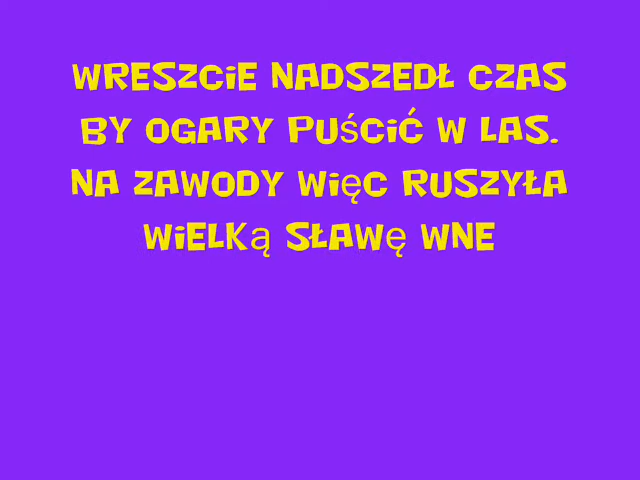 WRESZCIE NADSZEDŁ CZAS
BY OGARY PUŚCIĆ W LAS.
NA ZAWODY WIĘC RUSZYŁA
WIELKĄ SŁAWĘ WNE